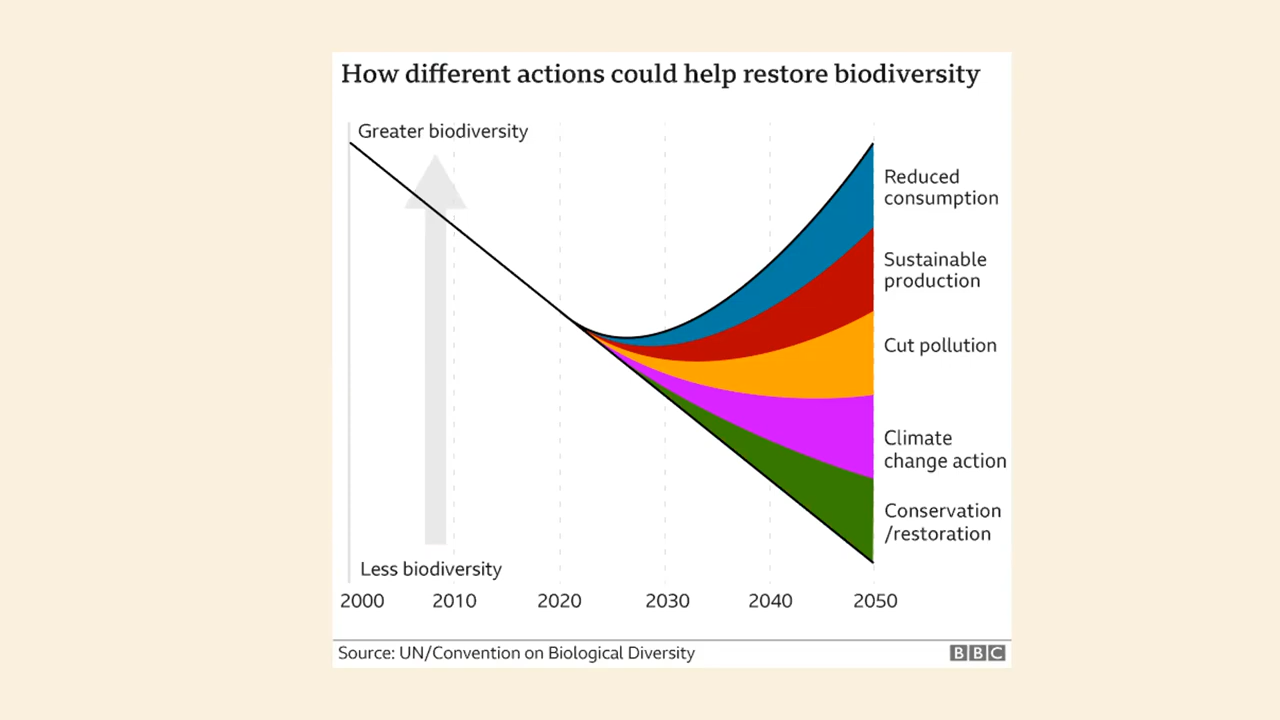 How different actions could help restore biodiversity
Greater biodiversity
Reduced
consumption
Sustainable
production
Cut pollution
Climate
change action
Conservation
/restoration
Less biodiversity
2000 2010 2020 2030 2040 2050
Source: UN/Convention on Biological Diversity
BBC